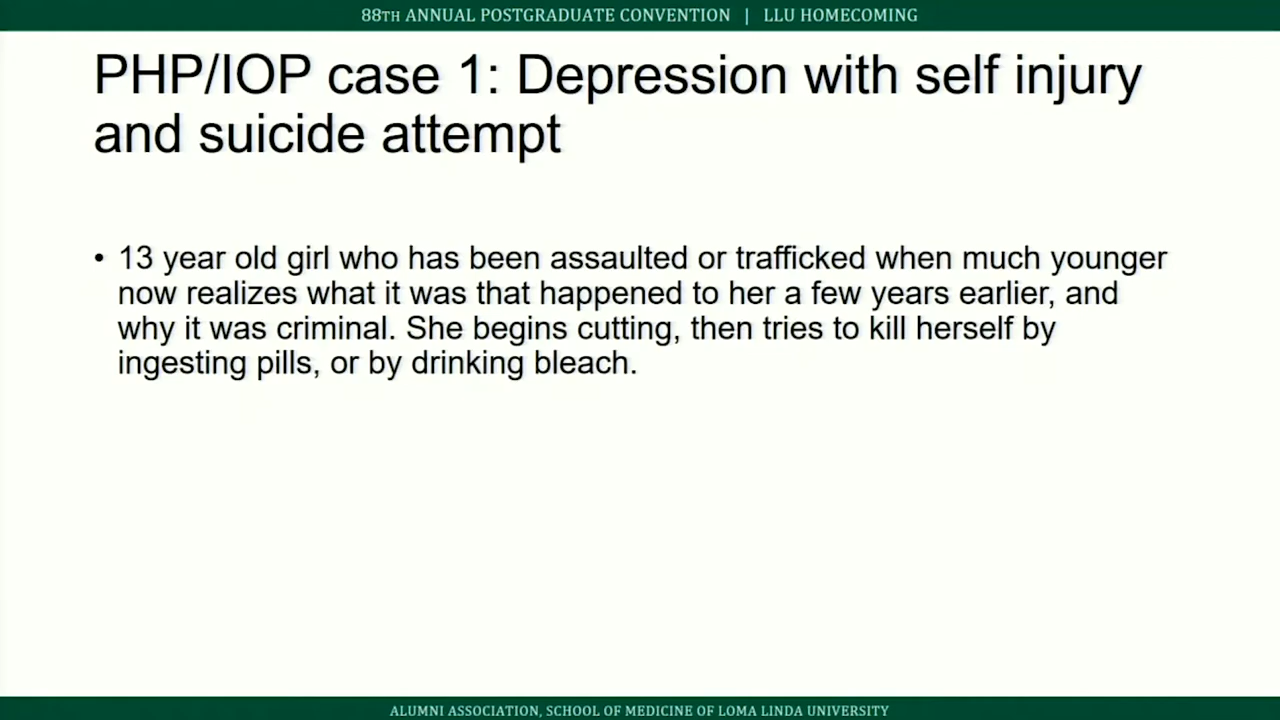 88TH ANNUAL POSTGRADUATE CONVENTION | LLU HOMECOMING
PHP/IOP case 1: Depression with self injury
and suicide attempt
• 13 year old girl who has been assaulted or trafficked when much younger
now realizes what it was that happened to her a few years earlier, and
why it was criminal. She begins cutting, then tries to kill herself by
ingesting pills, or by drinking bleach.
ALUMNI ASSOCIATION, SCHOOL OF MEDICINE OF LOMA LINDA UNIVERSITY